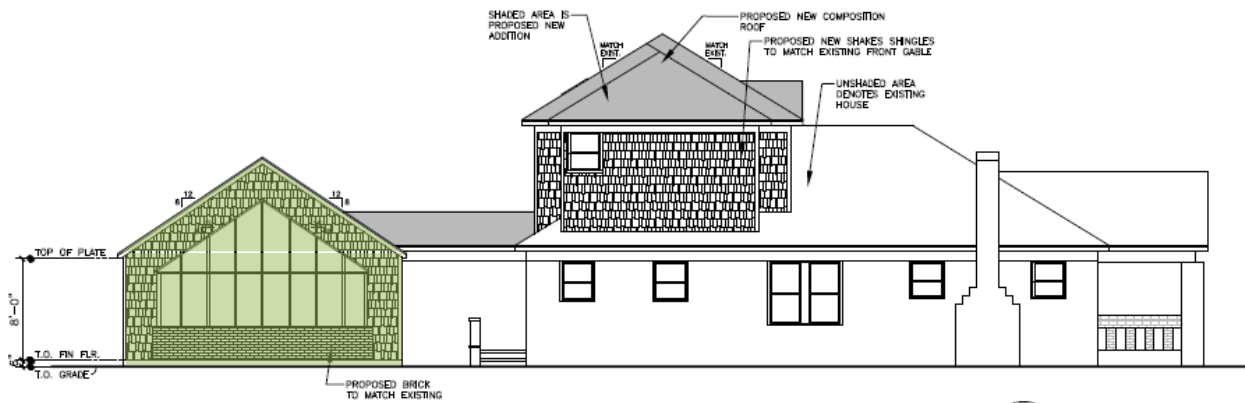 SHADED AREA IS
PROPOSED NEW
ADDITION
PROPOSED NEW COMPOSITION
ROOF
MATCH
EXIST.
MATCH
EXIST.
PROPOSED NEW SHAKES SHINGLES
TO MATCH EXISTING FRONT GABLE
UNSHADED AREA
DENOTES EXISTING
HOUSE
12
8
12
8
TOP OF PLATE
8'-0"
T.O. FIN FLR.
6"
T.O. GRADE
PROPOSED BRICK
TO MATCH EXISTING